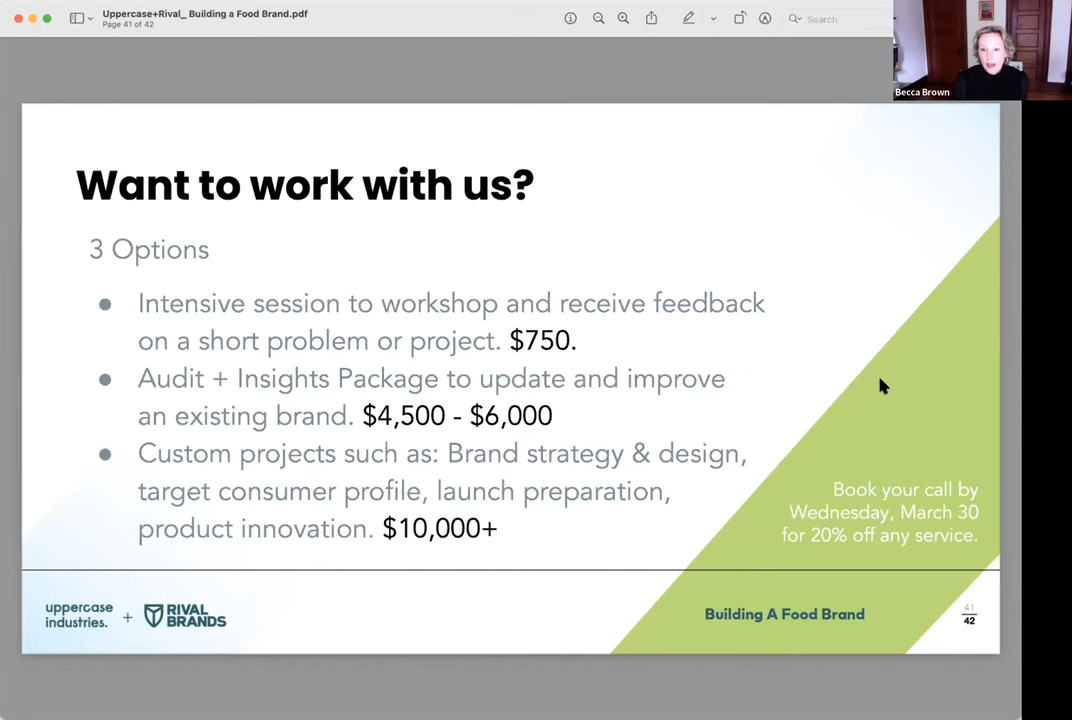 Uppercase+Rival_ Building a Food Brand.pdf
Page 41 of 42
Search
Becca Brown
Want to work with us?
3 Options
● Intensive session to workshop and receive feedback
on a short problem or project. $750.
● Audit + Insights Package to update and improve
an existing brand. $4,500 - $6,000
● Custom projects such as: Brand strategy & design,
target consumer profile, launch preparation,
product innovation. $10,000+
Book your call by
Wednesday, March 30
for 20% off any service.
uppercase
industries.
+
RIVAL
BRANDS
Building A Food Brand
41
42